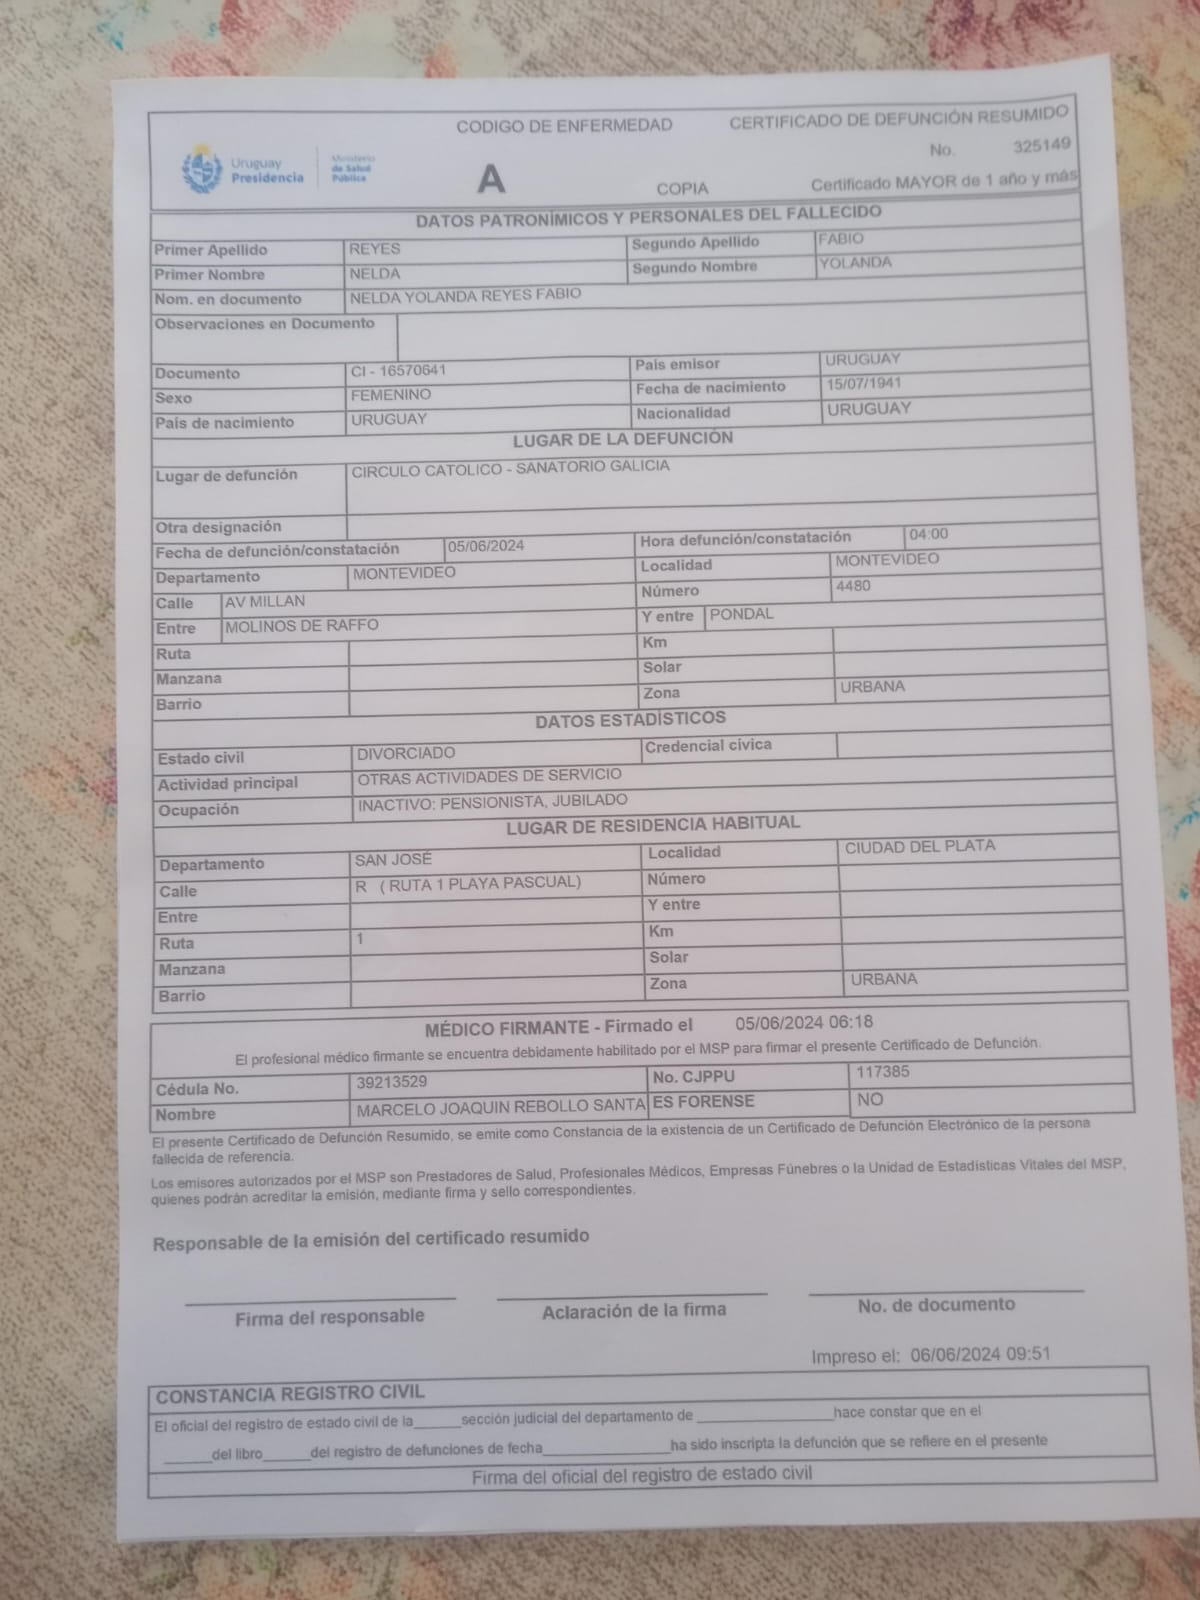 CODIGO DE ENFERMEDAD
CERTIFICADO DE DEFUNCIÓN RESUMIDO
Uruguay Presidencia
Ministerio de Salud Pública
A
No. 325149
COPIA
Certificado MAYOR de 1 año y más
DATOS PATRONÍMICOS Y PERSONALES DEL FALLECIDO
Primer Apellido REYES Segundo Apellido FABIO
Primer Nombre NELDA Segundo Nombre YOLANDA
Nom. en documento NELDA YOLANDA REYES FABIO
Observaciones en Documento
Documento CI - 16570641 País emisor URUGUAY
Sexo FEMENINO Fecha de nacimiento 15/07/1941
País de nacimiento URUGUAY Nacionalidad URUGUAY
LUGAR DE LA DEFUNCIÓN
Lugar de defunción CIRCULO CATOLICO - SANATORIO GALICIA
Otra designación
Fecha de defunción/constatación 05/06/2024 Hora defunción/constatación 04:00
Departamento MONTEVIDEO Localidad MONTEVIDEO
Calle AV MILLAN Número 4480
Entre MOLINOS DE RAFFO Y entre PONDAL
Ruta Km
Manzana Solar
Barrio Zona URBANA
DATOS ESTADÍSTICOS
Estado civil DIVORCIADO Credencial cívica
Actividad principal OTRAS ACTIVIDADES DE SERVICIO
Ocupación INACTIVO: PENSIONISTA, JUBILADO
LUGAR DE RESIDENCIA HABITUAL
Departamento SAN JOSÉ Localidad CIUDAD DEL PLATA
Calle R ( RUTA 1 PLAYA PASCUAL) Número
Entre Y entre
Ruta 1 Km
Manzana Solar
Barrio Zona URBANA
MÉDICO FIRMANTE - Firmado el 05/06/2024 06:18
El profesional médico firmante se encuentra debidamente habilitado por el MSP para firmar el presente Certificado de Defunción.
Cédula No. 39213529 No. CJPPU 117385
Nombre MARCELO JOAQUIN REBOLLO SANTA ES FORENSE NO
El presente Certificado de Defunción Resumido, se emite como Constancia de la existencia de un Certificado de Defunción Electrónico de la persona
fallecida de referencia.
Los emisores autorizados por el MSP son Prestadores de Salud, Profesionales Médicos, Empresas Fúnebres o la Unidad de Estadísticas Vitales del MSP,
quienes podrán acreditar la emisión, mediante firma y sello correspondientes.
Responsable de la emisión del certificado resumido
Firma del responsable Aclaración de la firma No. de documento
Impreso el: 06/06/2024 09:51
CONSTANCIA REGISTRO CIVIL
El oficial del registro de estado civil de la______sección judicial del departamento de _________________hace constar que en el
______del libro______del registro de defunciones de fecha________________ha sido inscripta la defunción que se refiere en el presente
Firma del oficial del registro de estado civil